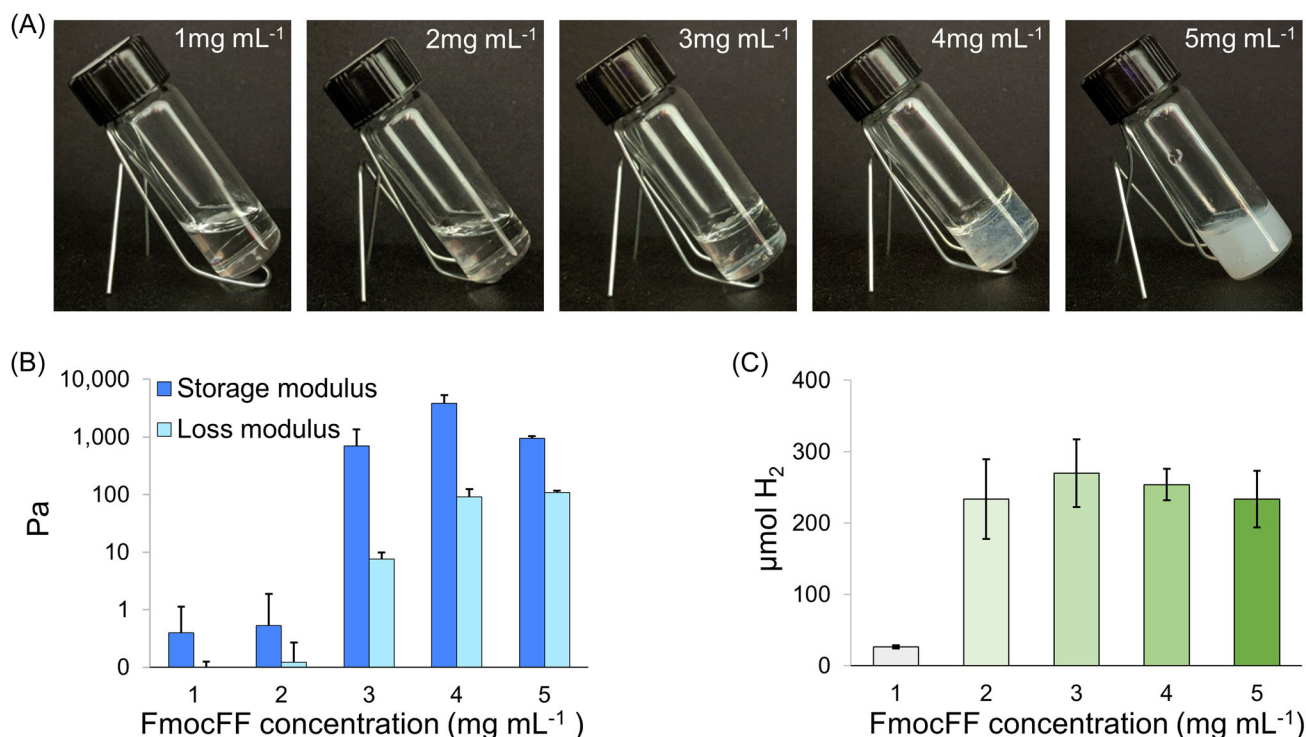 (A)
1mg mL⁻¹
2mg mL⁻¹
3mg mL⁻¹
4mg mL⁻¹
5mg mL⁻¹
(B)
10,000
1,000
100
10
1
0
Pa
Storage modulus
Loss modulus
1 2 3 4 5
FmocFF concentration (mg mL⁻¹)
(C)
400
300
200
100
0
µmol H₂
1 2 3 4 5
FmocFF concentration (mg mL⁻¹)